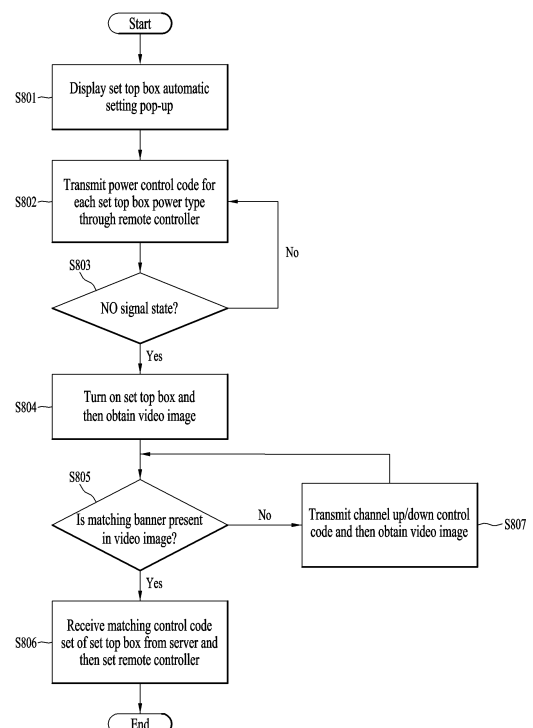 Start
S801
Display set top box automatic
setting pop-up
S802
Transmit power control code for
each set top box power type
through remote controller
S803
NO signal state?
No
Yes
S804
Turn on set top box and
then obtain video image
S805
Is matching banner present
in video image?
No
Transmit channel up/down control
code and then obtain video image
S807
Yes
S806
Receive matching control code
set of set top box from server and
then set remote controller
End